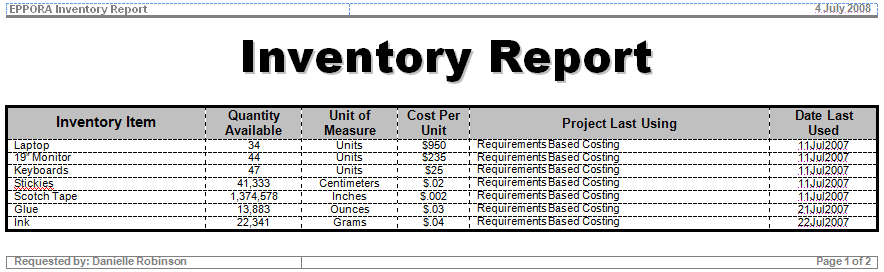 EPPORA Inventory Report 4 July 2008
Inventory Report
Inventory Item Quantity Available Unit of Measure Cost Per Unit Project Last Using Date Last Used
Laptop 34 Units $950 Requirements Based Costing 11Jul2007
19" Monitor 44 Units $235 Requirements Based Costing 11Jul2007
Keyboards 47 Units $25 Requirements Based Costing 11Jul2007
Stickies 41,333 Centimeters $.02 Requirements Based Costing 11Jul2007
Scotch Tape 1,374,578 Inches $.002 Requirements Based Costing 11Jul2007
Glue 13,883 Ounces $.03 Requirements Based Costing 21Jul2007
Ink 22,341 Grams $.04 Requirements Based Costing 22Jul2007
Requested by: Danielle Robinson Page 1 of 2